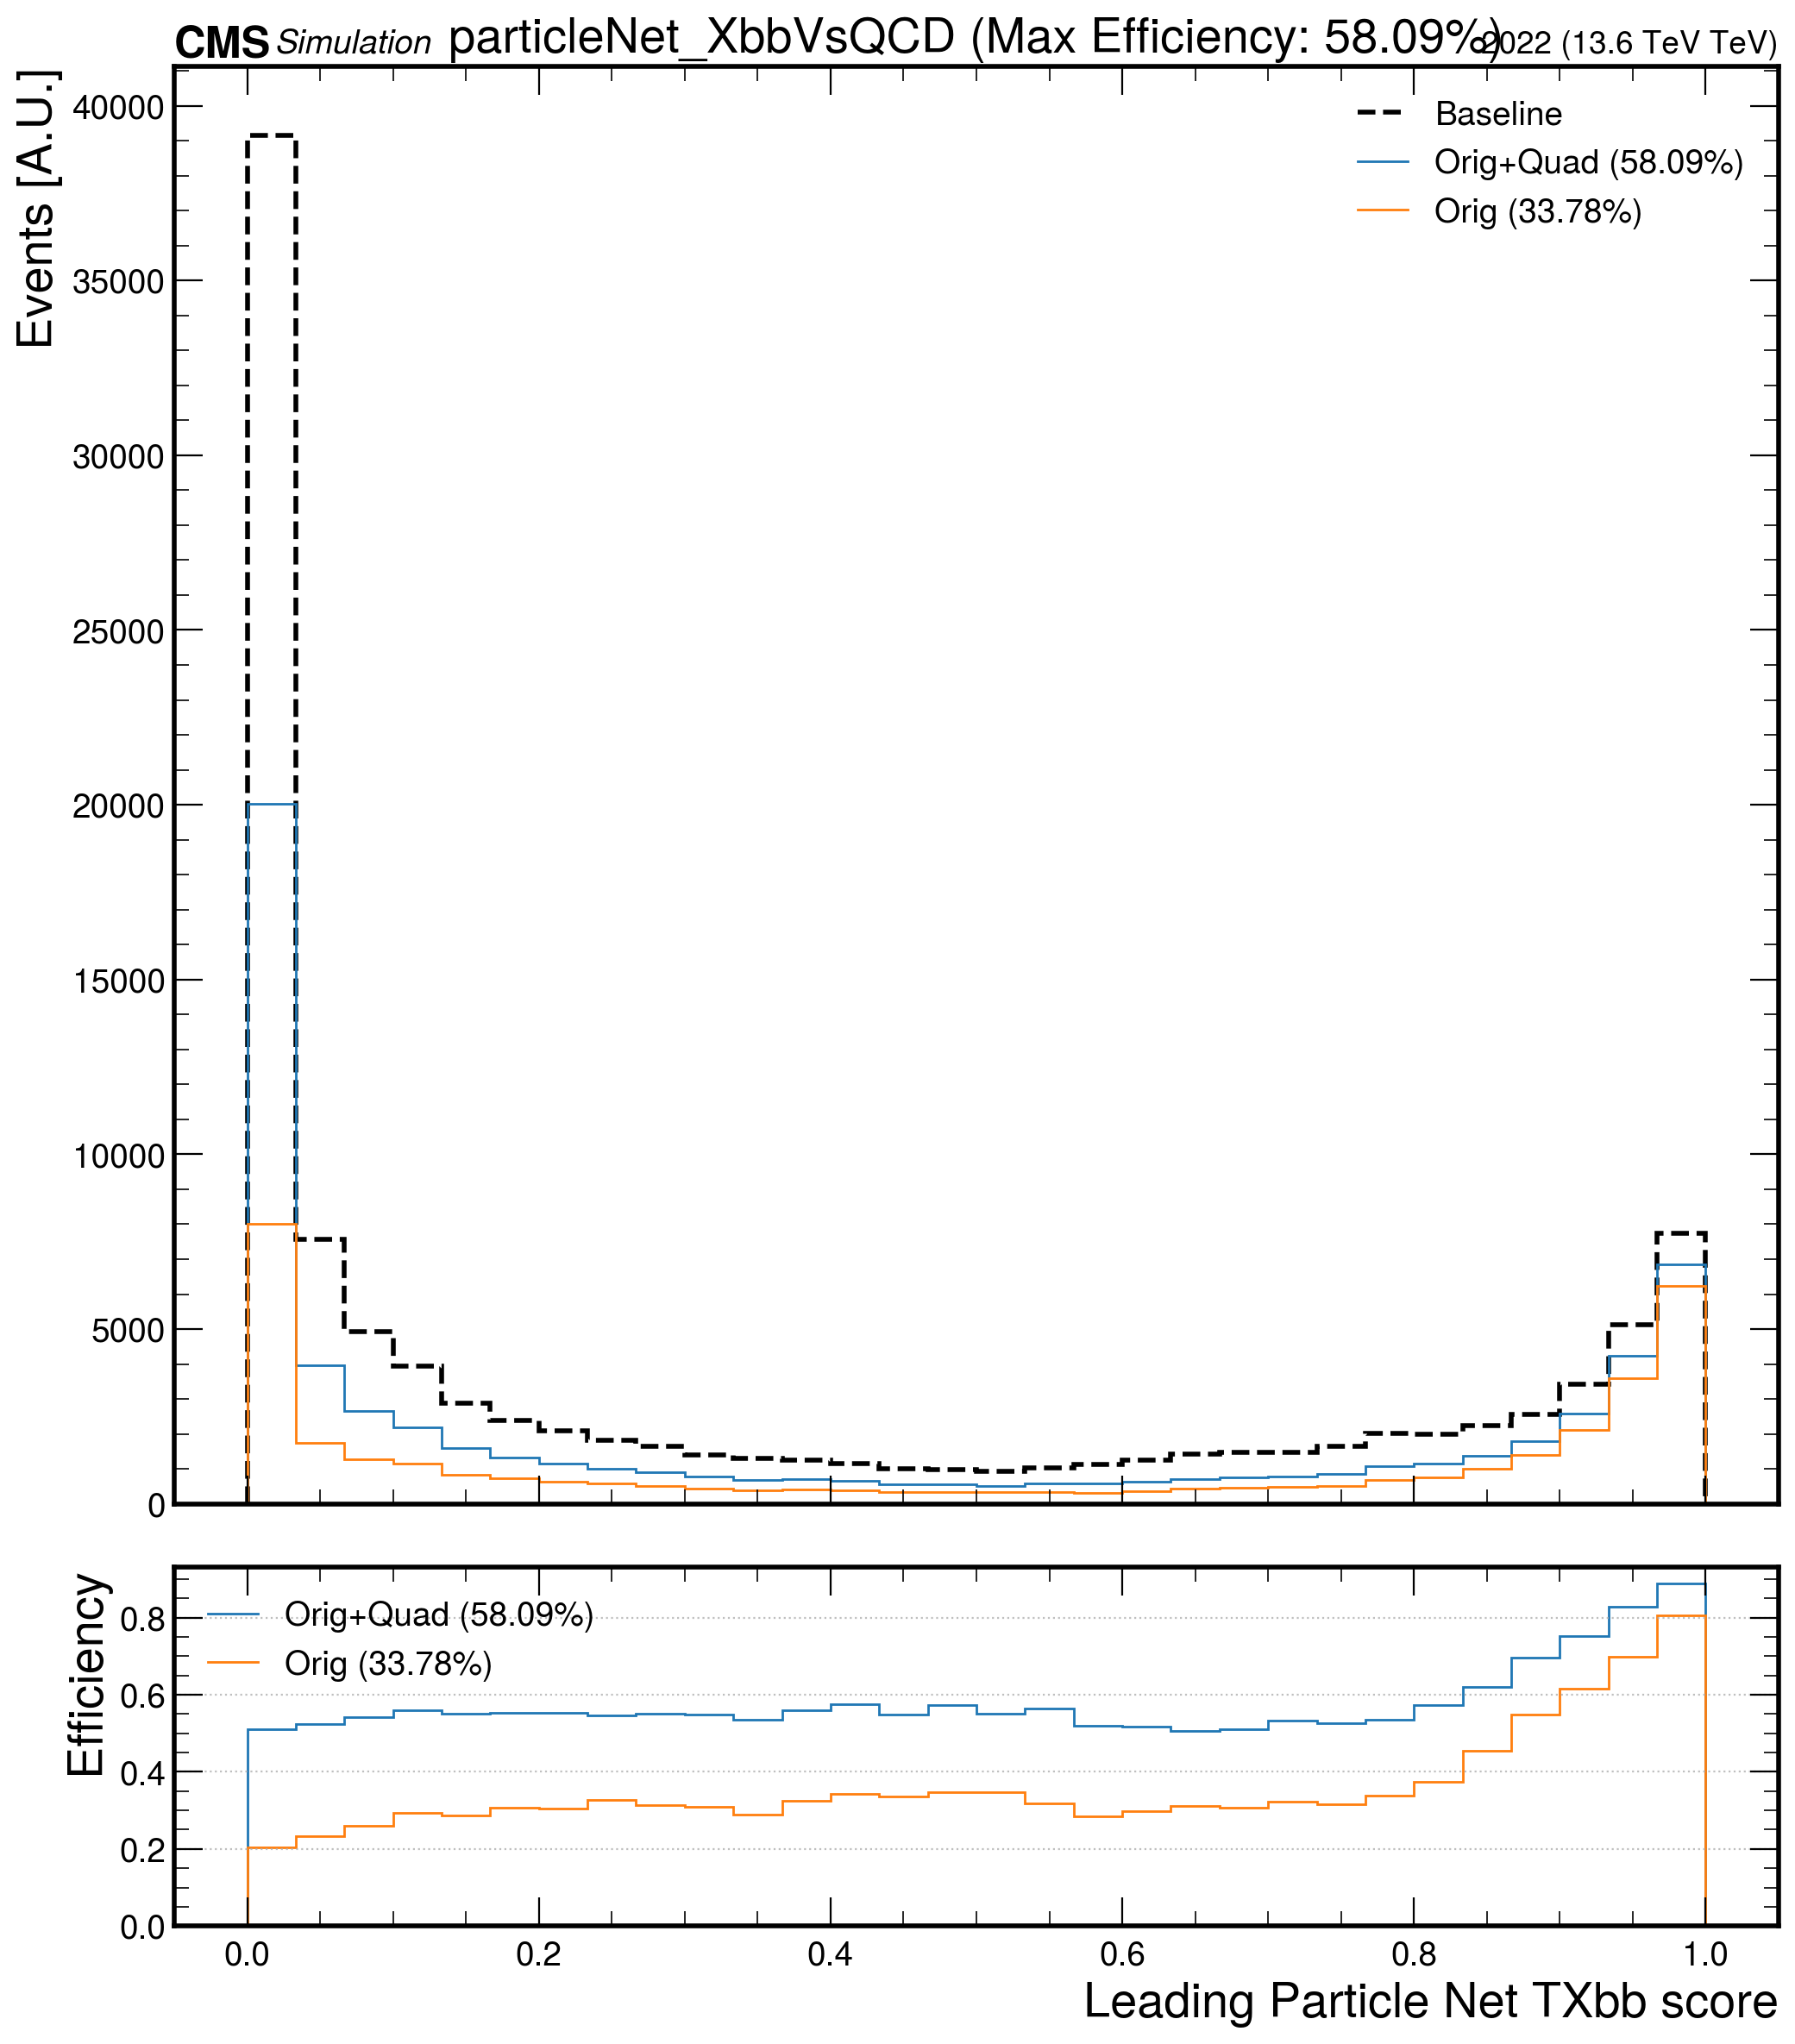 CMS Simulation particleNet_XbbVsQCD (Max Efficiency: 58.09%) 2022 (13.6 TeV TeV)
Events [A.U.]
40000
35000
30000
25000
20000
15000
10000
5000
0
Baseline
Orig+Quad (58.09%)
Orig (33.78%)
Efficiency
0.8
0.6
0.4
0.2
0.0
Orig+Quad (58.09%)
Orig (33.78%)
0.0 0.2 0.4 0.6 0.8 1.0
Leading Particle Net TXbb score